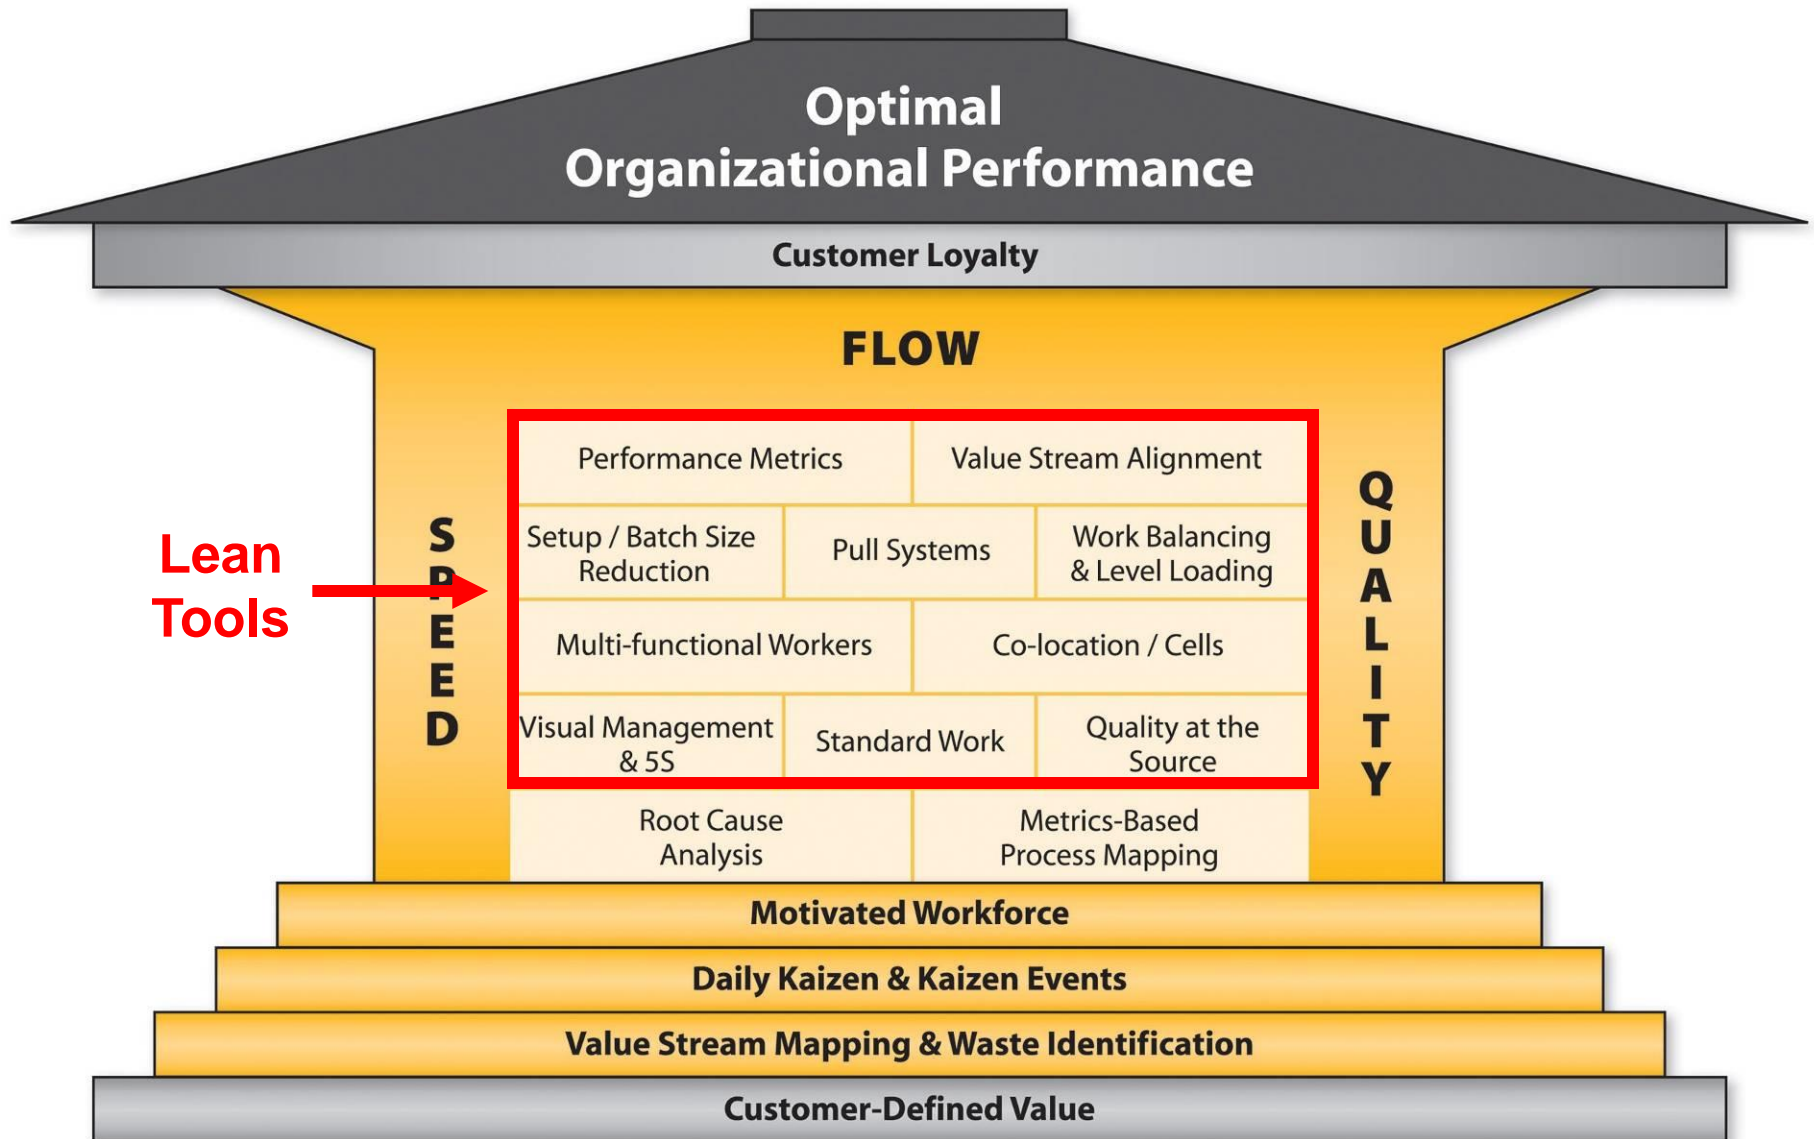 Optimal
Organizational Performance
Customer Loyalty
FLOW
Lean
Tools
SPEED
Performance Metrics
Value Stream Alignment
Setup / Batch Size
Reduction
Pull Systems
Work Balancing
& Level Loading
Multi-functional Workers
Co-location / Cells
Visual Management
& 5S
Standard Work
Quality at the
Source
Root Cause
Analysis
Metrics-Based
Process Mapping
QUALITY
Motivated Workforce
Daily Kaizen & Kaizen Events
Value Stream Mapping & Waste Identification
Customer-Defined Value